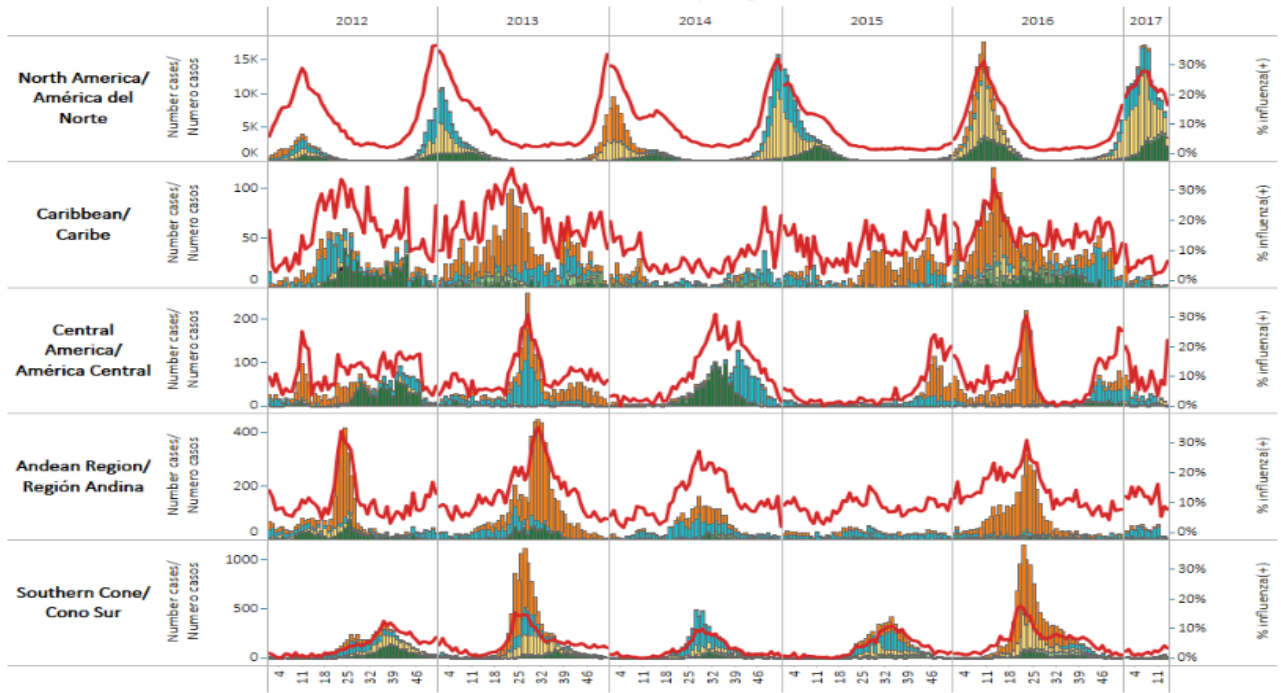 2012 2013 2014 2015 2016 2017
North America/
América del
Norte
Number cases/
Numero casos
15K
10K
5K
0K
30%
20%
10%
0%
% influenza(+)
Caribbean/
Caribe
Number cases/
Numero casos
100
50
0
30%
20%
10%
0%
% influenza(+)
Central
America/
América Central
Number cases/
Numero casos
200
100
0
30%
20%
10%
0%
% influenza(+)
Andean Region/
Región Andina
Number cases/
Numero casos
400
200
0
30%
20%
10%
0%
% influenza(+)
Southern Cone/
Cono Sur
Number cases/
Numero casos
1000
500
0
30%
20%
10%
0%
% influenza(+)
4 11 18 25 32 39 46 4 11 18 25 32 39 46 4 11 18 25 32 39 46 4 11 18 25 32 39 46 4 11 18 25 32 39 46 4 11